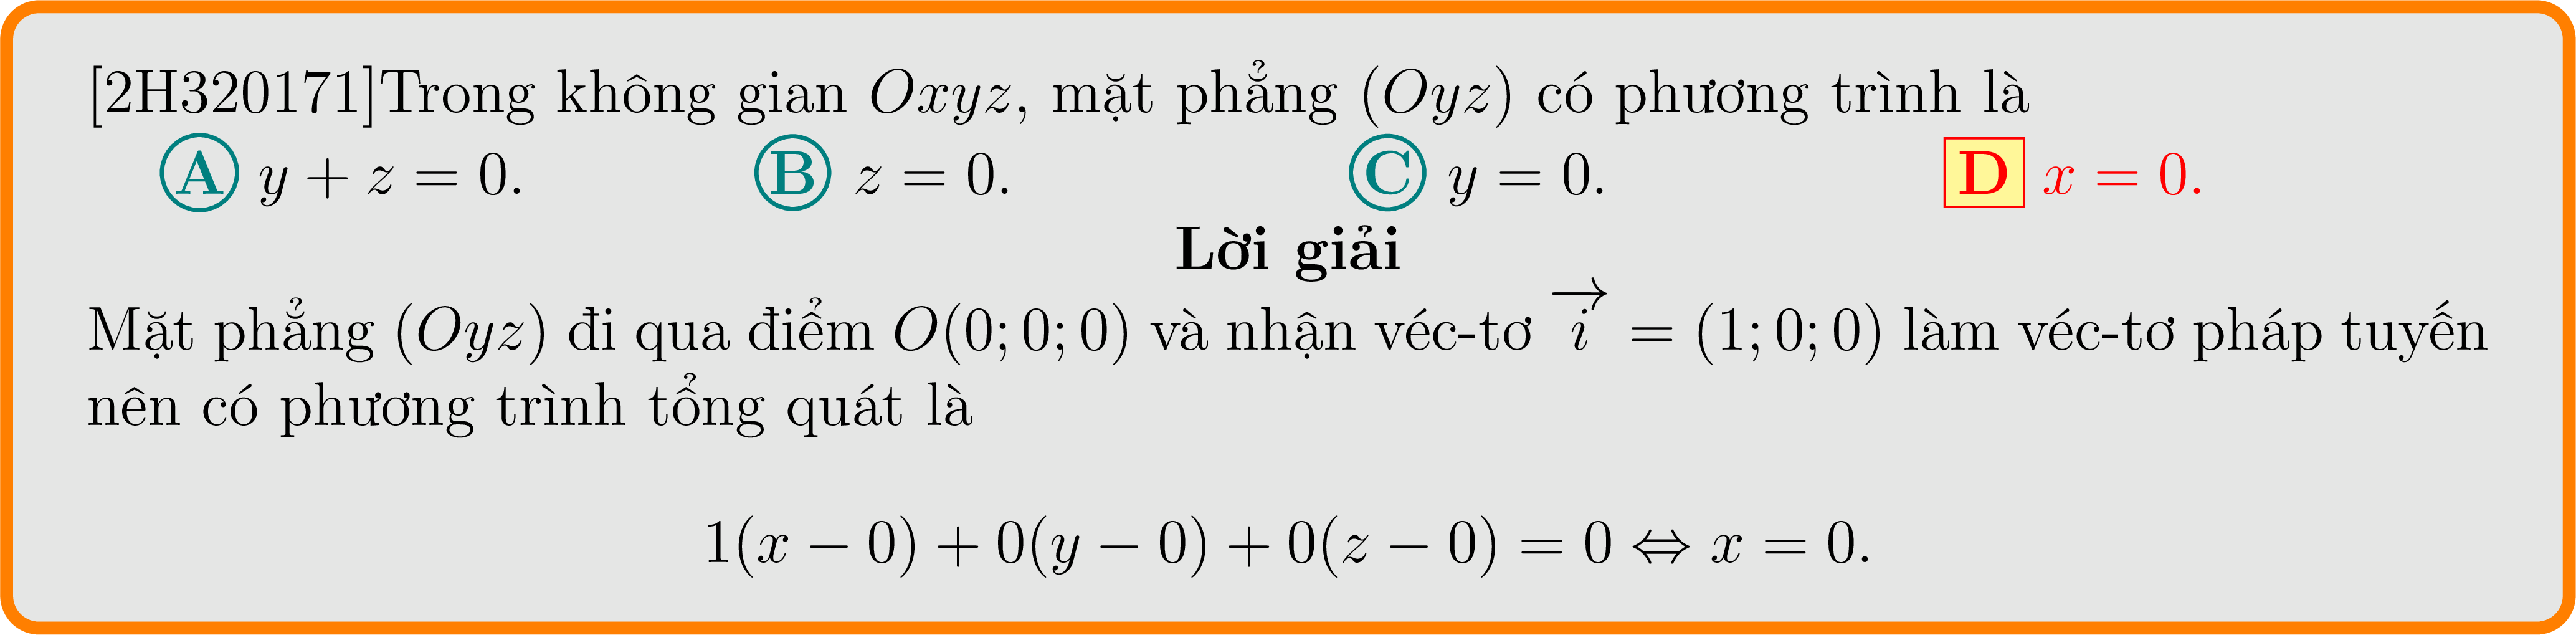 [2H320171]Trong không gian Oxyz, mặt phẳng (Oyz) có phương trình là
A y + z = 0. B z = 0. C y = 0. D x = 0.
Lời giải
Mặt phẳng (Oyz) đi qua điểm O(0; 0; 0) và nhận véc-tơ \overrightarrow{i} = (1; 0; 0) làm véc-tơ pháp tuyến
nên có phương trình tổng quát là
1(x − 0) + 0(y − 0) + 0(z − 0) = 0 ⇔ x = 0.